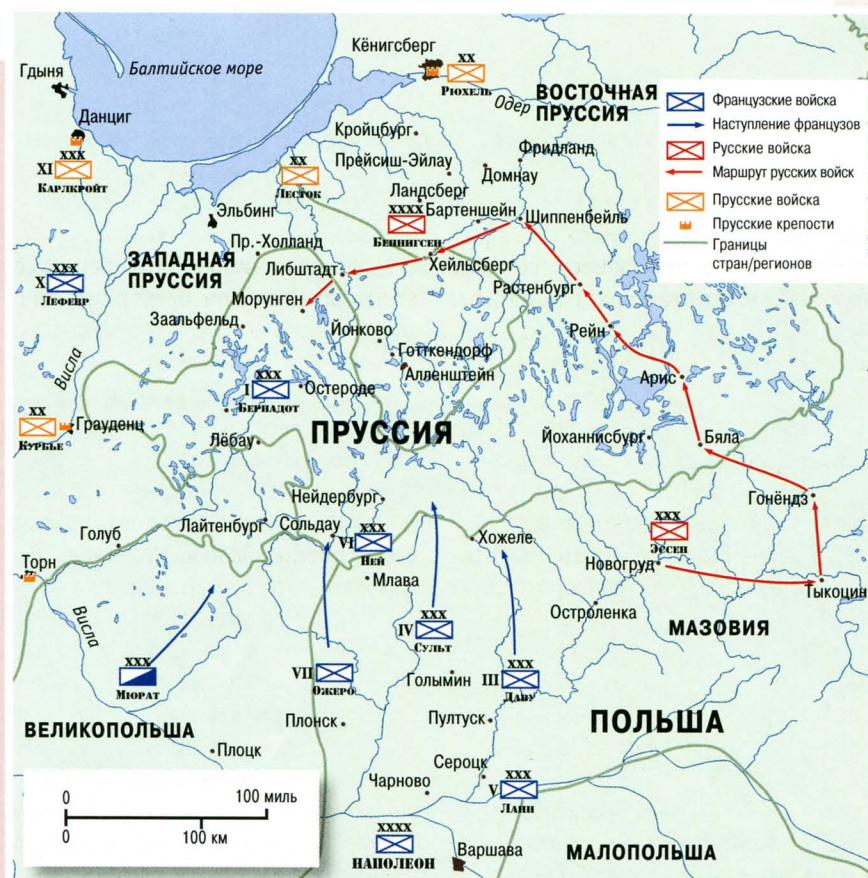 Гдыня
Балтийское море
Кёнигсберг
XX
Рюхель
Данциг
XXX
XI
Карлкройт
Кройцбург
Прейсиш-Эйлау
Одер
ВОСТОЧНАЯ
ПРУССИЯ
Фридланд
Домнау
Французские войска
Наступление французов
Русские войска
Маршрут русских войск
Прусские войска
Прусские крепости
Границы
стран/регионов
XX
Лесток
Ландсберг
XXXX
Беннигсен
Бартеншейн
Шиппенбейль
Эльбинг
Пр.-Холланд
ЗАПАДНАЯ
ПРУССИЯ
Либштадт
Хейльсберг
XXX
X
Лефевр
Морунген
Растенбург
Заальфельд
Йонково
Рейн
Готткендорф
Алленштейн
Висла
XXX
I
Бернадот
Остероде
Арис
XX
Курбье
Грауденц
Лёбау
ПРУССИЯ
Йоханнисбург
Бяла
Нейдербург
Гонёндз
Голуб
Лайтенбург
Сольдау
XXX
VI
Ней
Хожеле
XXX
Эссен
Торн
Млава
Новогруд
Тыкоцин
Висла
Остроленка
МАЗОВИЯ
XXX
Мюрат
XXX
IV
Сульт
XXX
VII
Ожеро
Голымин
XXX
III
Даву
ВЕЛИКОПОЛЬША
Плонск
Пултуск
ПОЛЬША
Плоцк
Сероцк
Чарново
XXX
V
Лан
0 100 миль
0 100 км
XXXX
НАПОЛЕОН
Варшава
МАЛОПОЛЬША